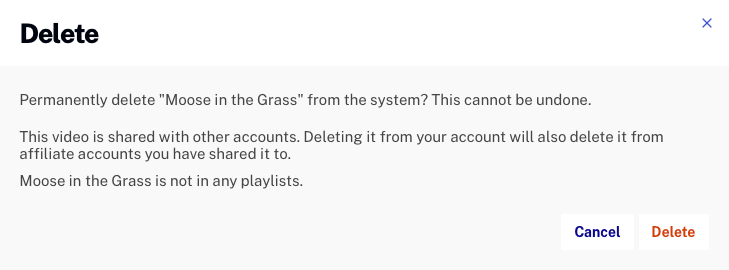 Delete
Permanently delete "Moose in the Grass" from the system? This cannot be undone.
This video is shared with other accounts. Deleting it from your account will also delete it from
affiliate accounts you have shared it to.
Moose in the Grass is not in any playlists.
Cancel Delete